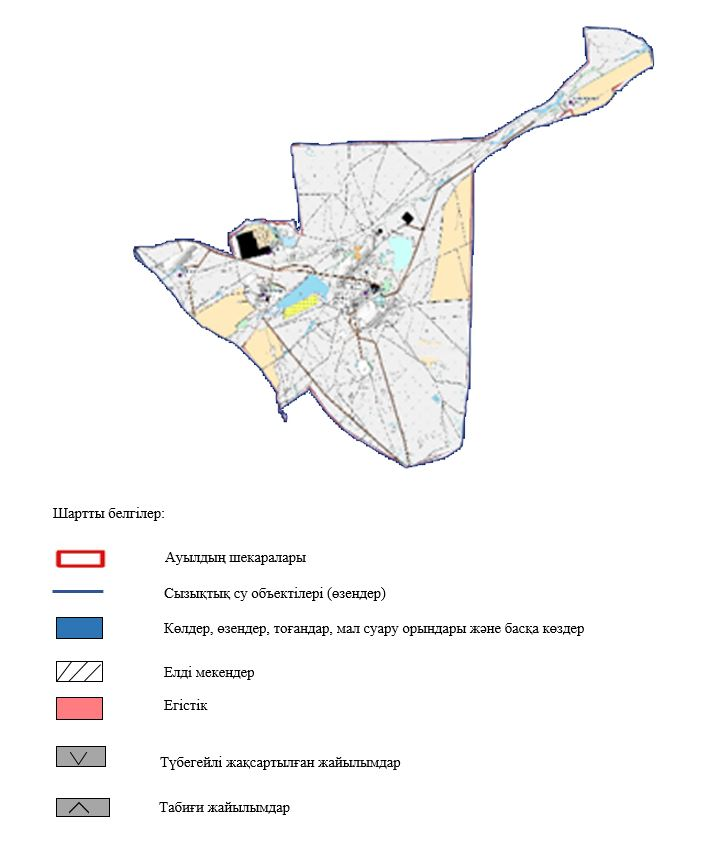 Шартты белгілер:
Ауылдың шекаралары
Сызықтық су объектілері (өзендер)
Көлдер, өзендер, тоғандар, мал суару орындары және басқа көздер
Елді мекендер
Егістік
Түбегейлі жақсартылған жайылымдар
Табиғи жайылымдар